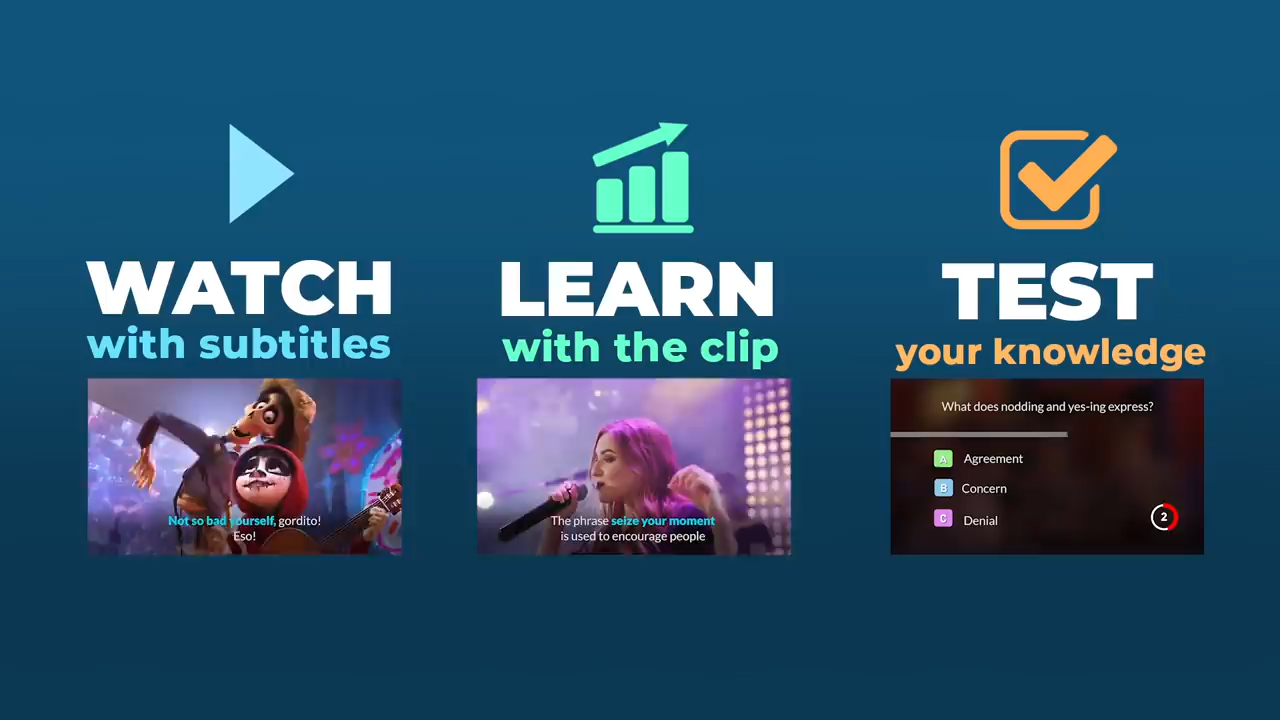 WATCH
with subtitles
Not so bad yourself, gordito!
Eso!
LEARN
with the clip
The phrase seize your moment
is used to encourage people
TEST
your knowledge
What does nodding and yes-ing express?
A Agreement
B Concern
C Denial
2